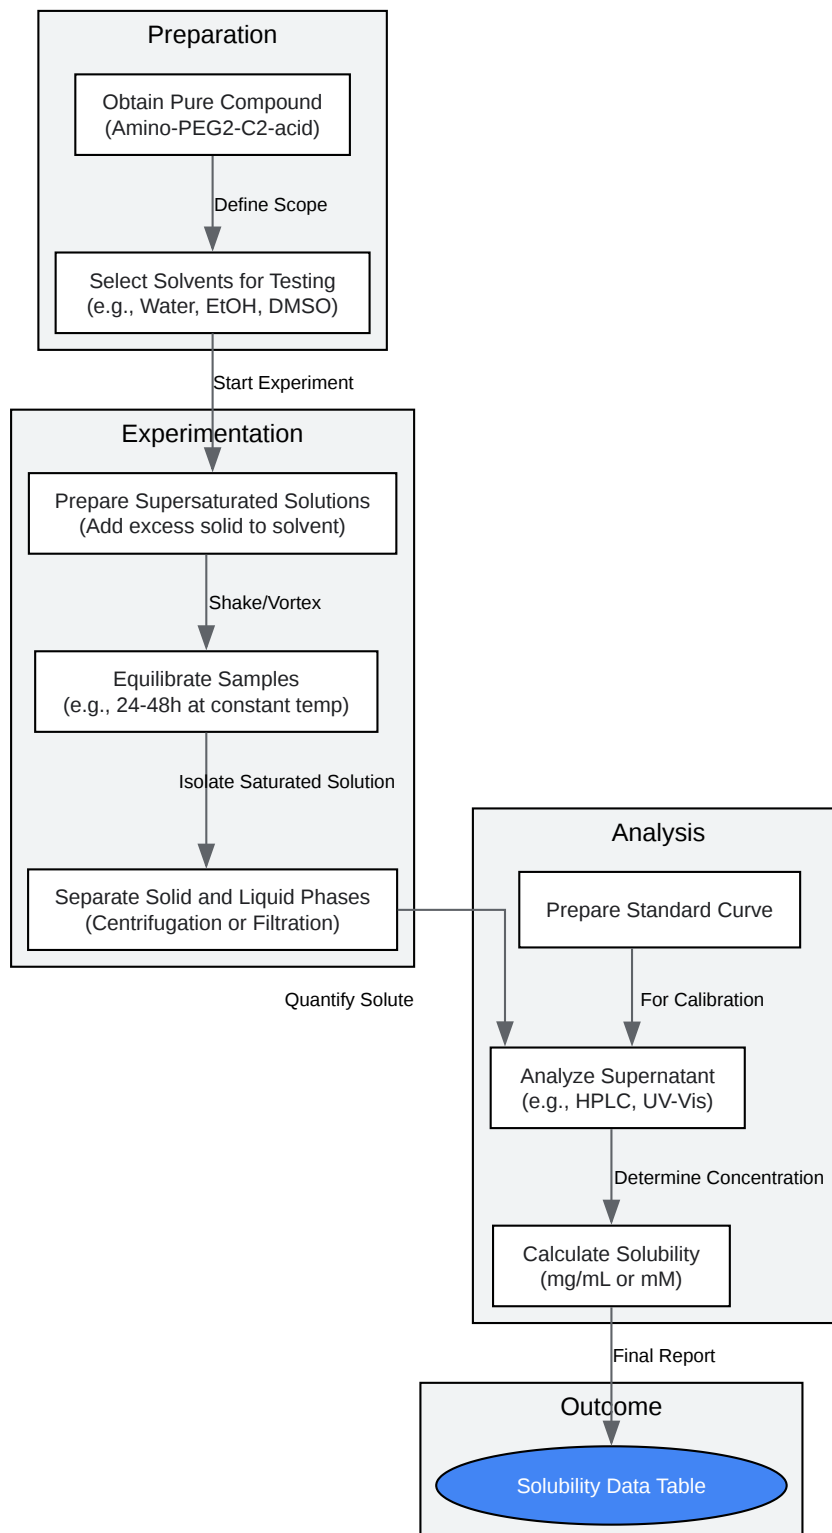 Preparation
Obtain Pure Compound
(Amino-PEG2-C2-acid)
Define Scope
Select Solvents for Testing
(e.g., Water, EtOH, DMSO)
Start Experiment
Experimentation
Prepare Supersaturated Solutions
(Add excess solid to solvent)
Shake/Vortex
Equilibrate Samples
(e.g., 24-48h at constant temp)
Isolate Saturated Solution
Separate Solid and Liquid Phases
(Centrifugation or Filtration)
Quantify Solute
Analysis
Prepare Standard Curve
For Calibration
Analyze Supernatant
(e.g., HPLC, UV-Vis)
Determine Concentration
Calculate Solubility
(mg/mL or mM)
Final Report
Outcome
Solubility Data Table